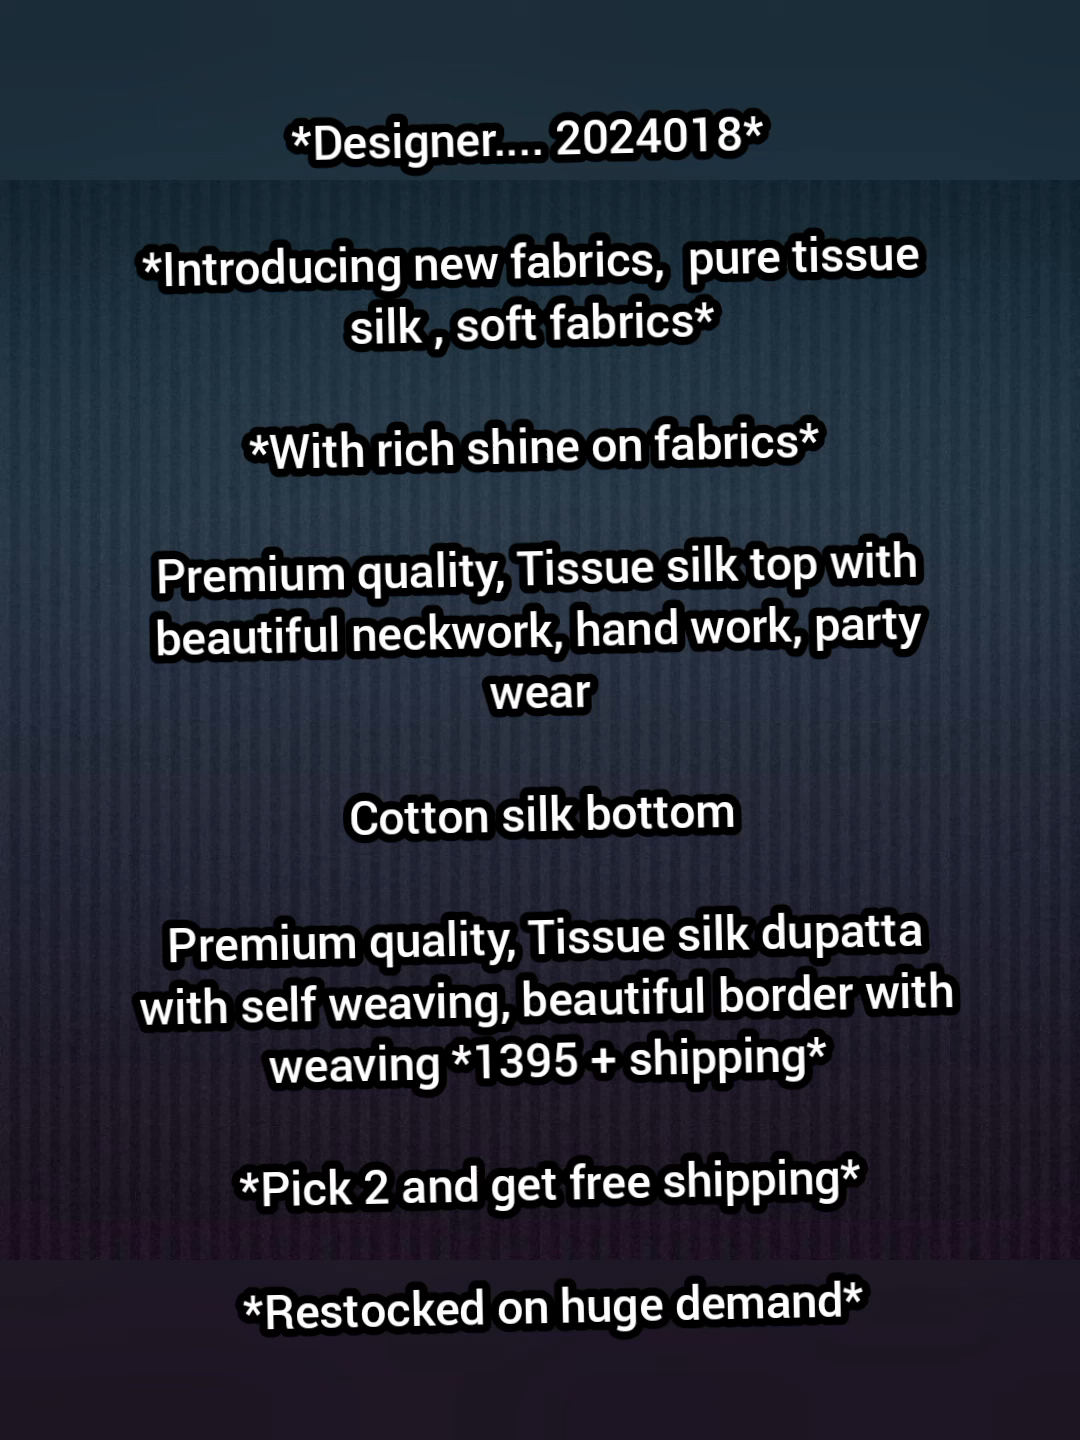 *Designer.... 2024018*
*Introducing new fabrics,  pure tissue
silk , soft fabrics*
*With rich shine on fabrics*
Premium quality, Tissue silk top with
beautiful neckwork, hand work, party
wear
Cotton silk bottom
Premium quality, Tissue silk dupatta
with self weaving, beautiful border with
weaving *1395 + shipping*
*Pick 2 and get free shipping*
*Restocked on huge demand*